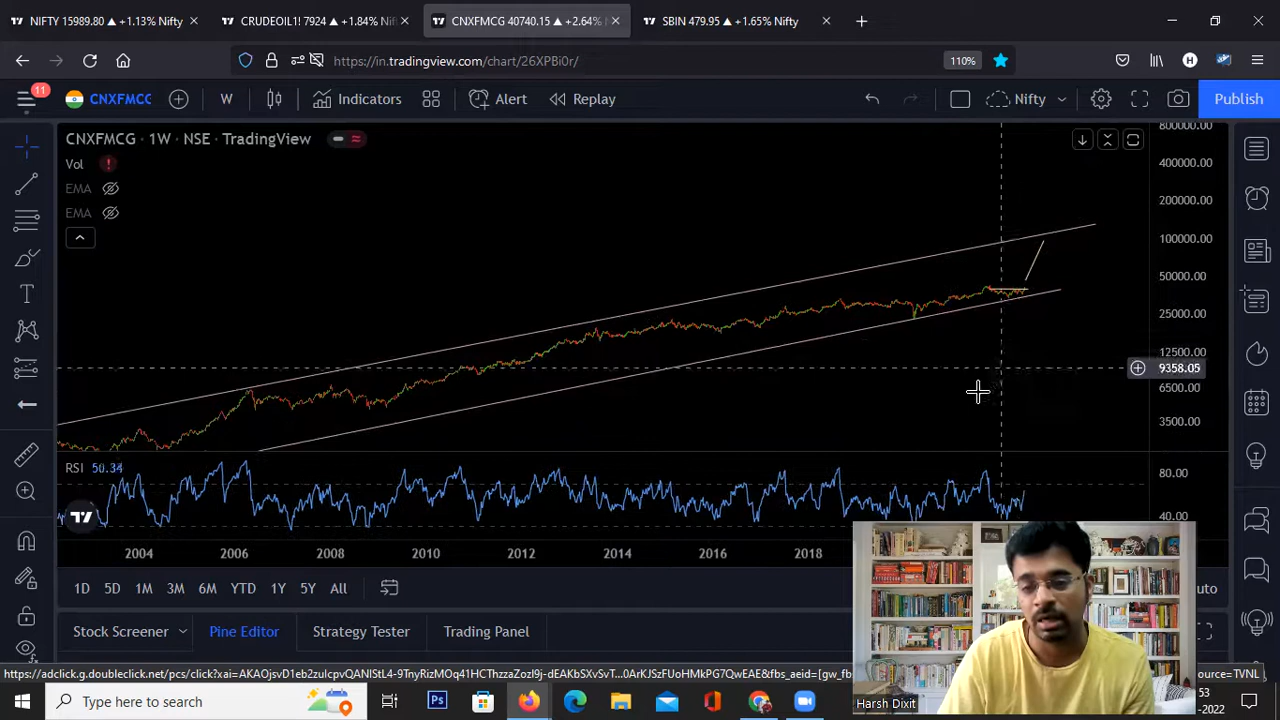 NIFTY 15989.80 ▲ +1.13% Nifty
CRUDEOIL1! 7924 ▲ +1.84% Nift
CNXFMCG 40740.15 ▲ +2.64%
SBIN 479.95 ▲ +1.65% Nifty
https://in.tradingview.com/chart/26XPBi0r/
110%
H
11
CNXFMCG
W
Indicators
Alert
Replay
Nifty
Publish
CNXFMCG · 1W · NSE · TradingView
Vol
EMA
EMA
800000.00
400000.00
200000.00
100000.00
50000.00
25000.00
12500.00
9358.05
6500.00
3500.00
RSI 50.34
80.00
40.00
2004
2006
2008
2010
2012
2014
2016
2018
1D
5D
1M
3M
6M
YTD
1Y
5Y
All
Stock Screener
Pine Editor
Strategy Tester
Trading Panel
Type here to search
Ps
Harsh Dixit
53
-2022